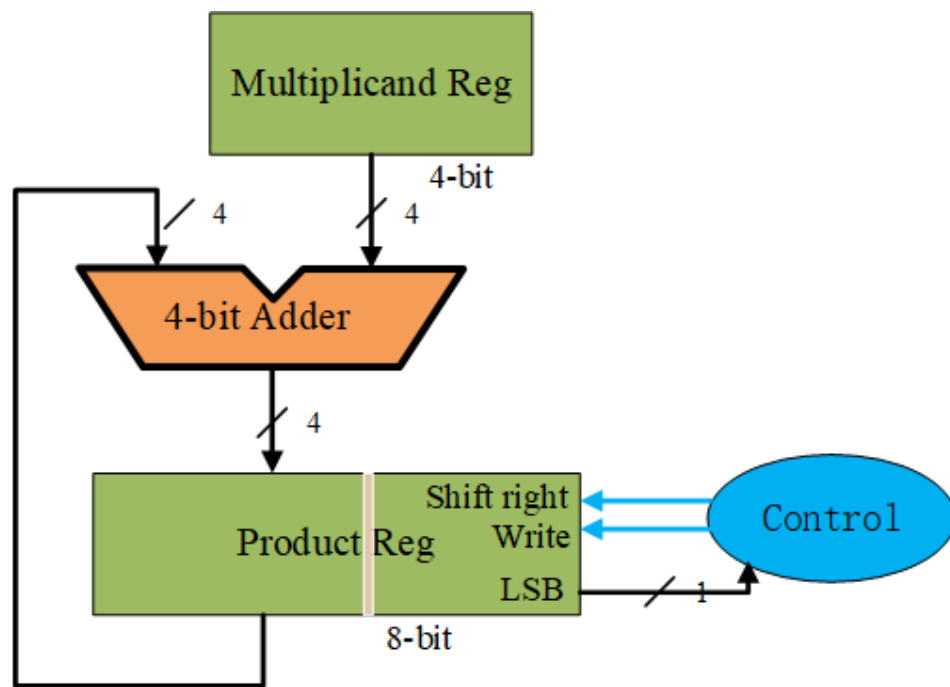 Multiplicand Reg
4-bit
4
4
4-bit Adder
4
Shift right
Product Reg
Write
LSB
1
8-bit
Control